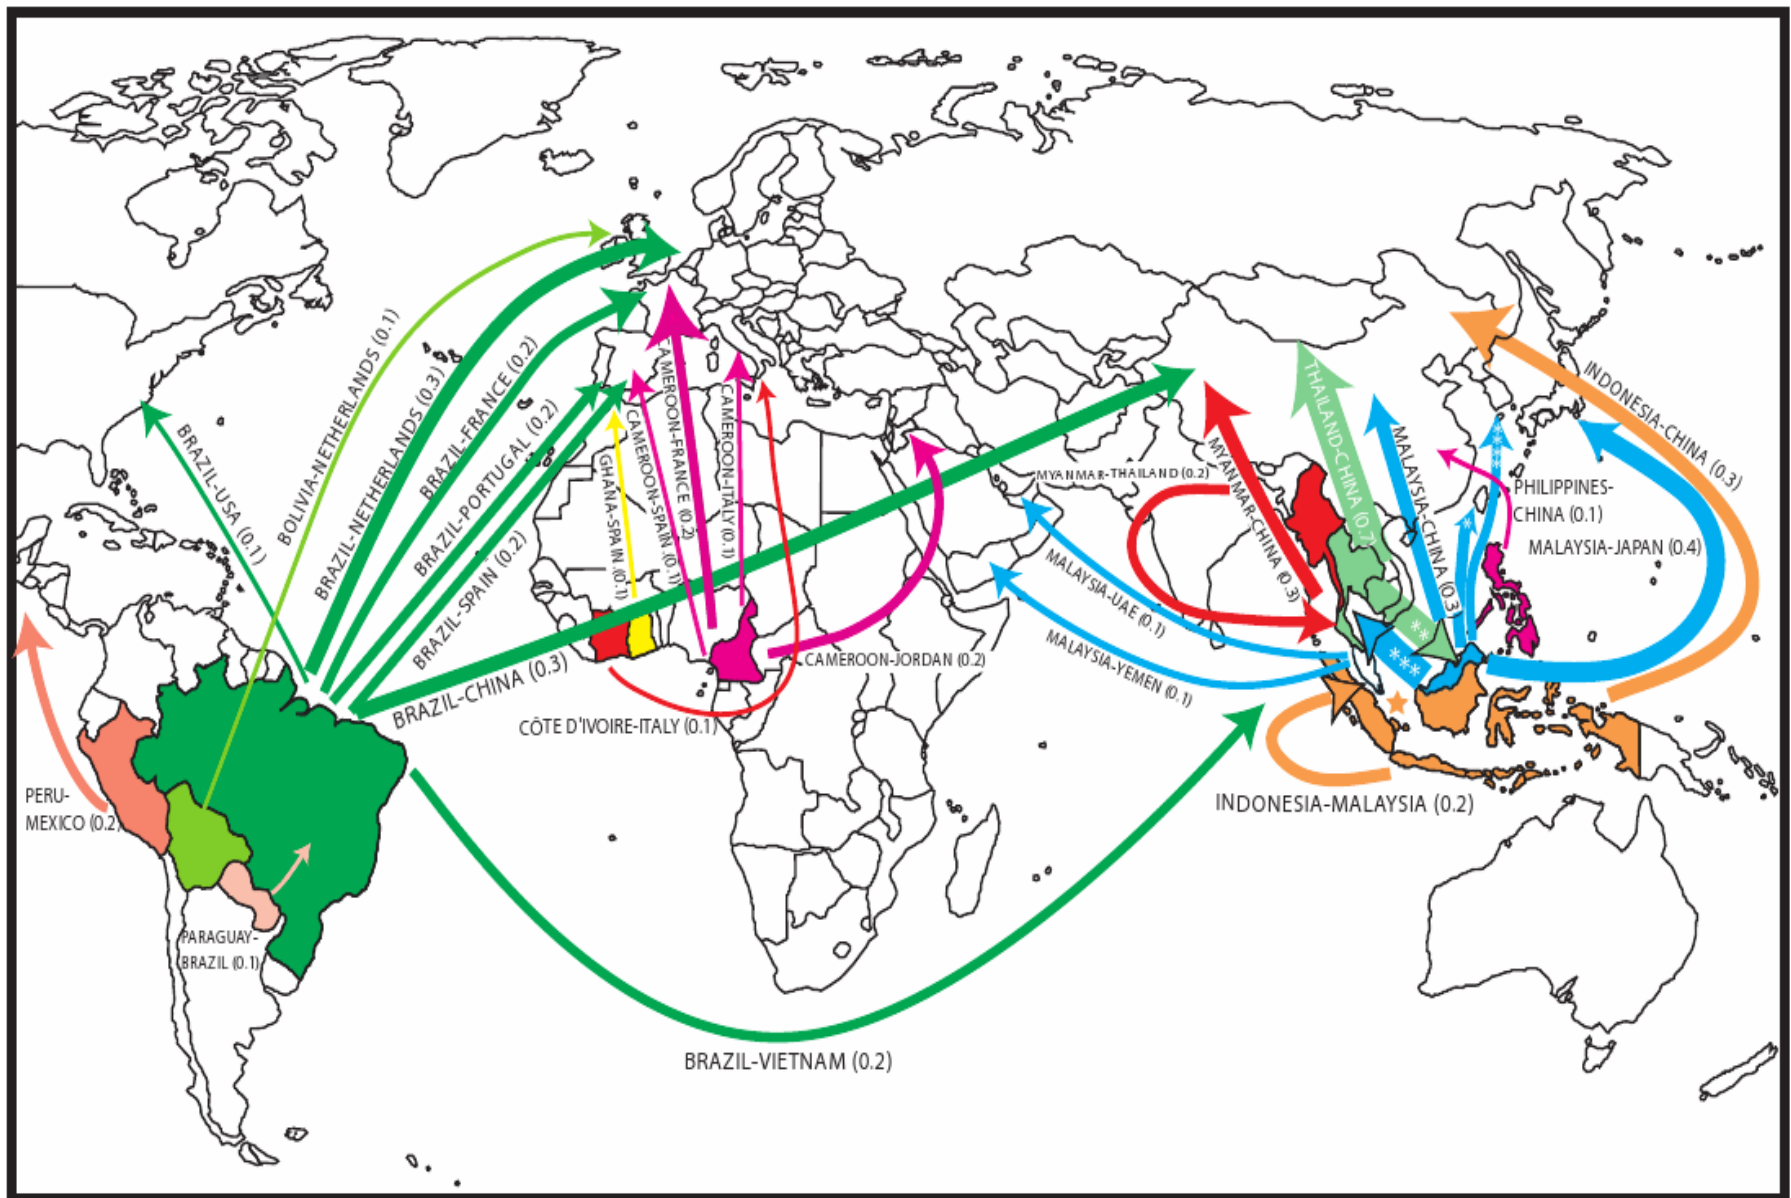 BRAZIL-USA (0.1)
BOLIVIA-NETHERLANDS (0.1)
BRAZIL-NETHERLANDS (0.3)
BRAZIL-FRANCE (0.2)
BRAZIL-PORTUGAL (0.2)
BRAZIL-SPAIN (0.2)
BRAZIL-CHINA (0.3)
GHANA-SPAIN (0.1)
CAMEROON-SPAIN (0.1)
CAMEROON-FRANCE (0.2)
CAMEROON-ITALY (0.1)
CAMEROON-JORDAN (0.2)
CÔTE D'IVOIRE-ITALY (0.1)
MYANMAR-THAILAND (0.2)
MYANMAR-CHINA (0.3)
THAILAND-CHINA (0.7)
MALAYSIA-CHINA (0.3)
INDONESIA-CHINA (0.3)
PHILIPPINES-
CHINA (0.1)
MALAYSIA-JAPAN (0.4)
MALAYSIA-UAE (0.1)
MALAYSIA-YEMEN (0.1)
*
**
***
****
INDONESIA-MALAYSIA (0.2)
PERU-
MEXICO (0.2)
PARAGUAY-
BRAZIL (0.1)
BRAZIL-VIETNAM (0.2)